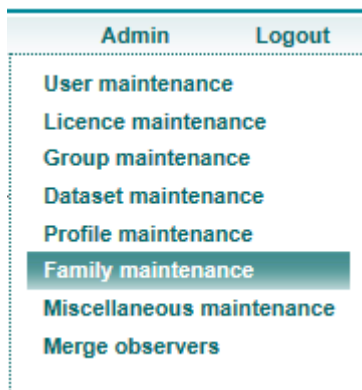 Admin Logout
User maintenance
Licence maintenance
Group maintenance
Dataset maintenance
Profile maintenance
Family maintenance
Miscellaneous maintenance
Merge observers